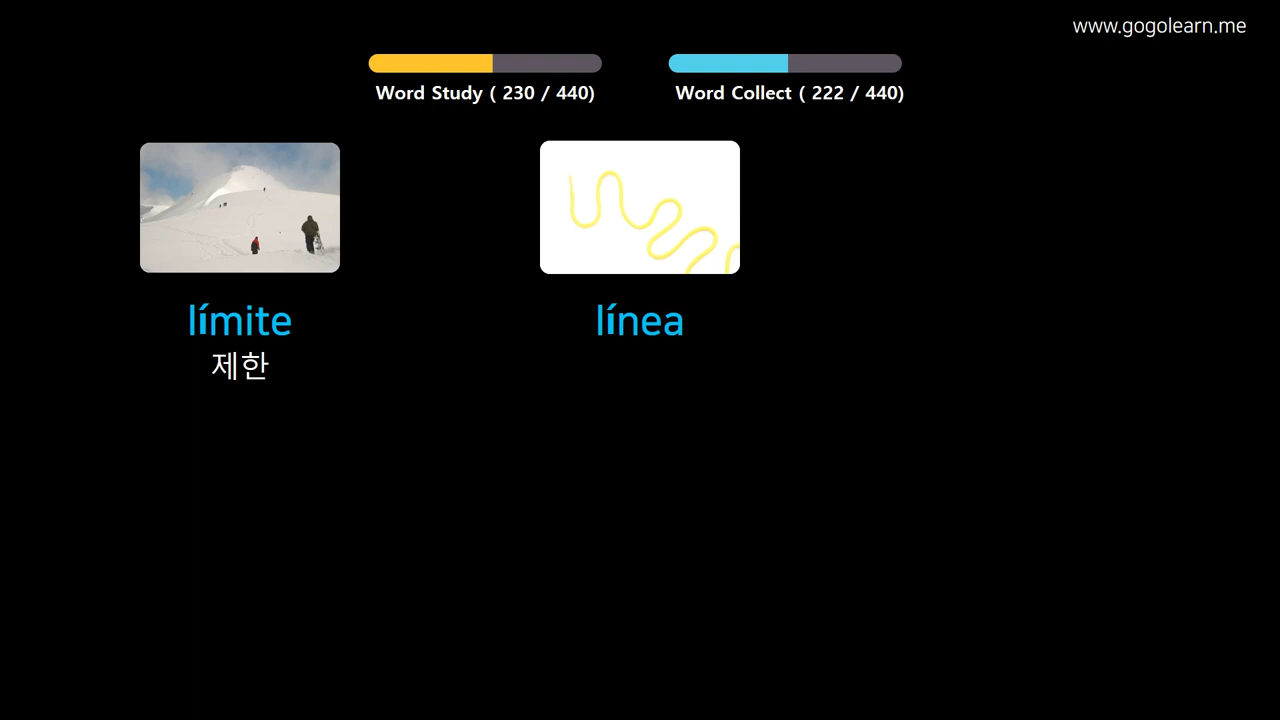 www.gogolearn.me
Word Study ( 230 / 440)
Word Collect ( 222 / 440)
límite
제한
línea